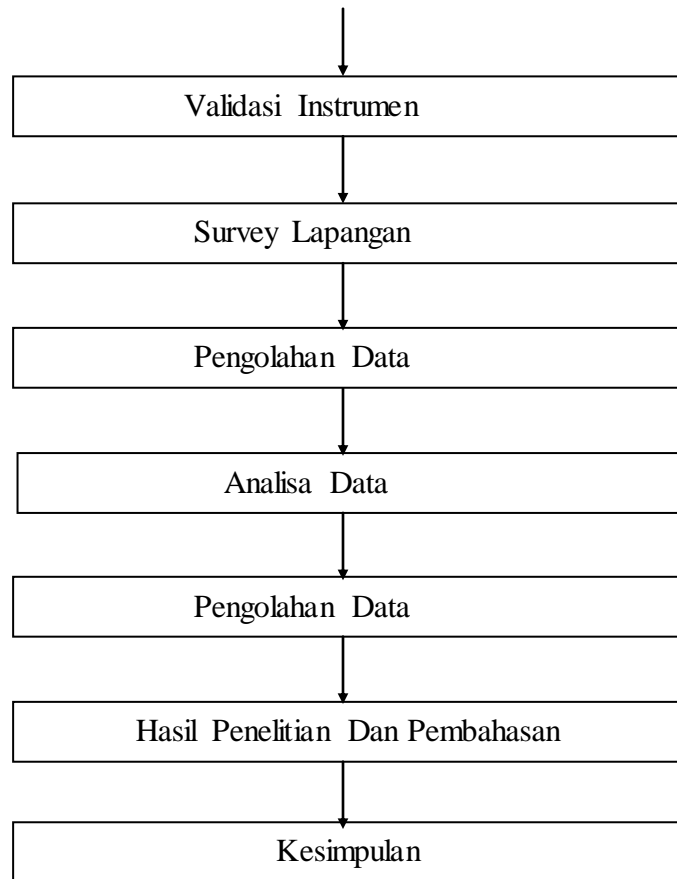 Validasi Instrumen
Survey Lapangan
Pengolahan Data
Analisa Data
Pengolahan Data
Hasil Penelitian Dan Pembahasan
Kesimpulan